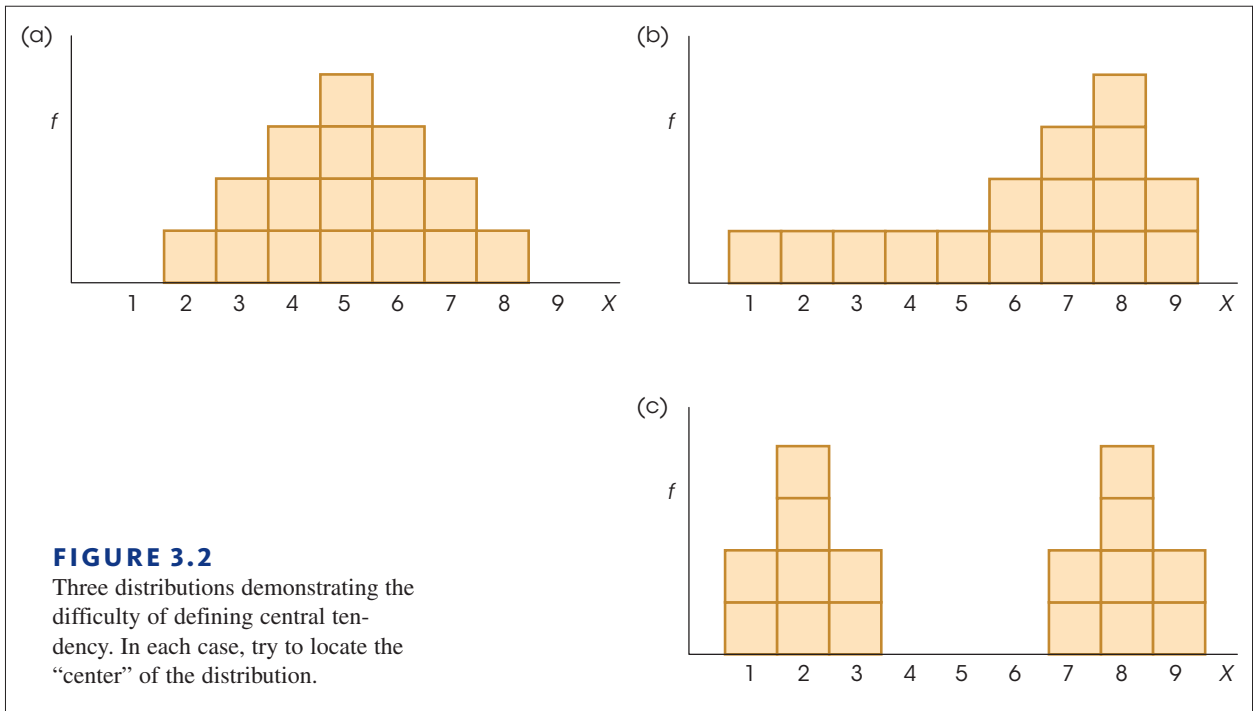 (a)
f
1 2 3 4 5 6 7 8 9 X
(b)
f
1 2 3 4 5 6 7 8 9 X
(c)
f
1 2 3 4 5 6 7 8 9 X
FIGURE 3.2
Three distributions demonstrating the
difficulty of defining central ten-
dency. In each case, try to locate the
“center” of the distribution.